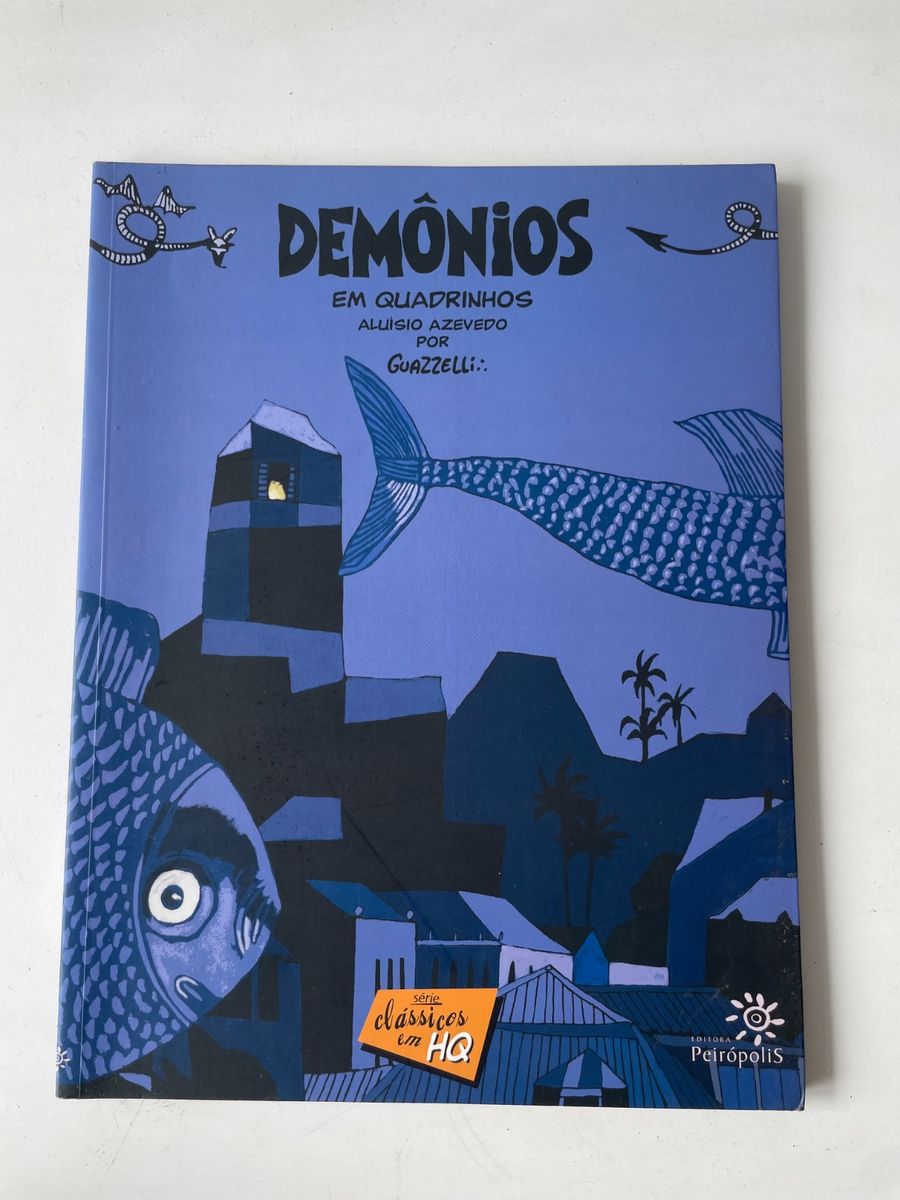 DEMÔNiOS
EM QUADRINHOS
ALUÍSIO AZEVEDO
POR
GUAZZELLi∴
série
clássicos
em HQ
EDITORA
PeirópoliS